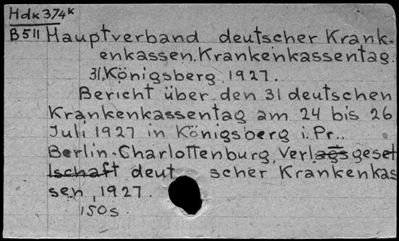 Hdk 374k
B511 Hauptverband deutscher Krank-
enkassen. Krankenkassentag.
31, Königsberg, 1927.
Bericht über den 31 deutschen
Krankenkassentag am 24 bis 26
Juli 1927 in Königsberg i. Pr..
Berlin-Charlottenburg, Verlagsgesel
lschaft deut scher Krankenkas
sen, 1927.
150s.